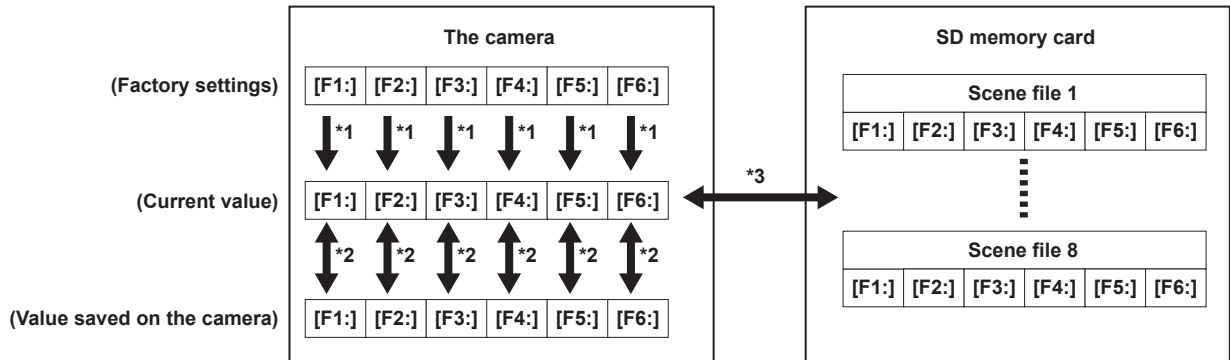 The camera
SD memory card
(Factory settings)
[F1:] [F2:] [F3:] [F4:] [F5:] [F6:]
Scene file 1
[F1:] [F2:] [F3:] [F4:] [F5:] [F6:]
*1 *1 *1 *1 *1 *1
*3
(Current value)
[F1:] [F2:] [F3:] [F4:] [F5:] [F6:]
*2 *2 *2 *2 *2 *2
Scene file 8
[F1:] [F2:] [F3:] [F4:] [F5:] [F6:]
(Value saved on the camera)
[F1:] [F2:] [F3:] [F4:] [F5:] [F6:]